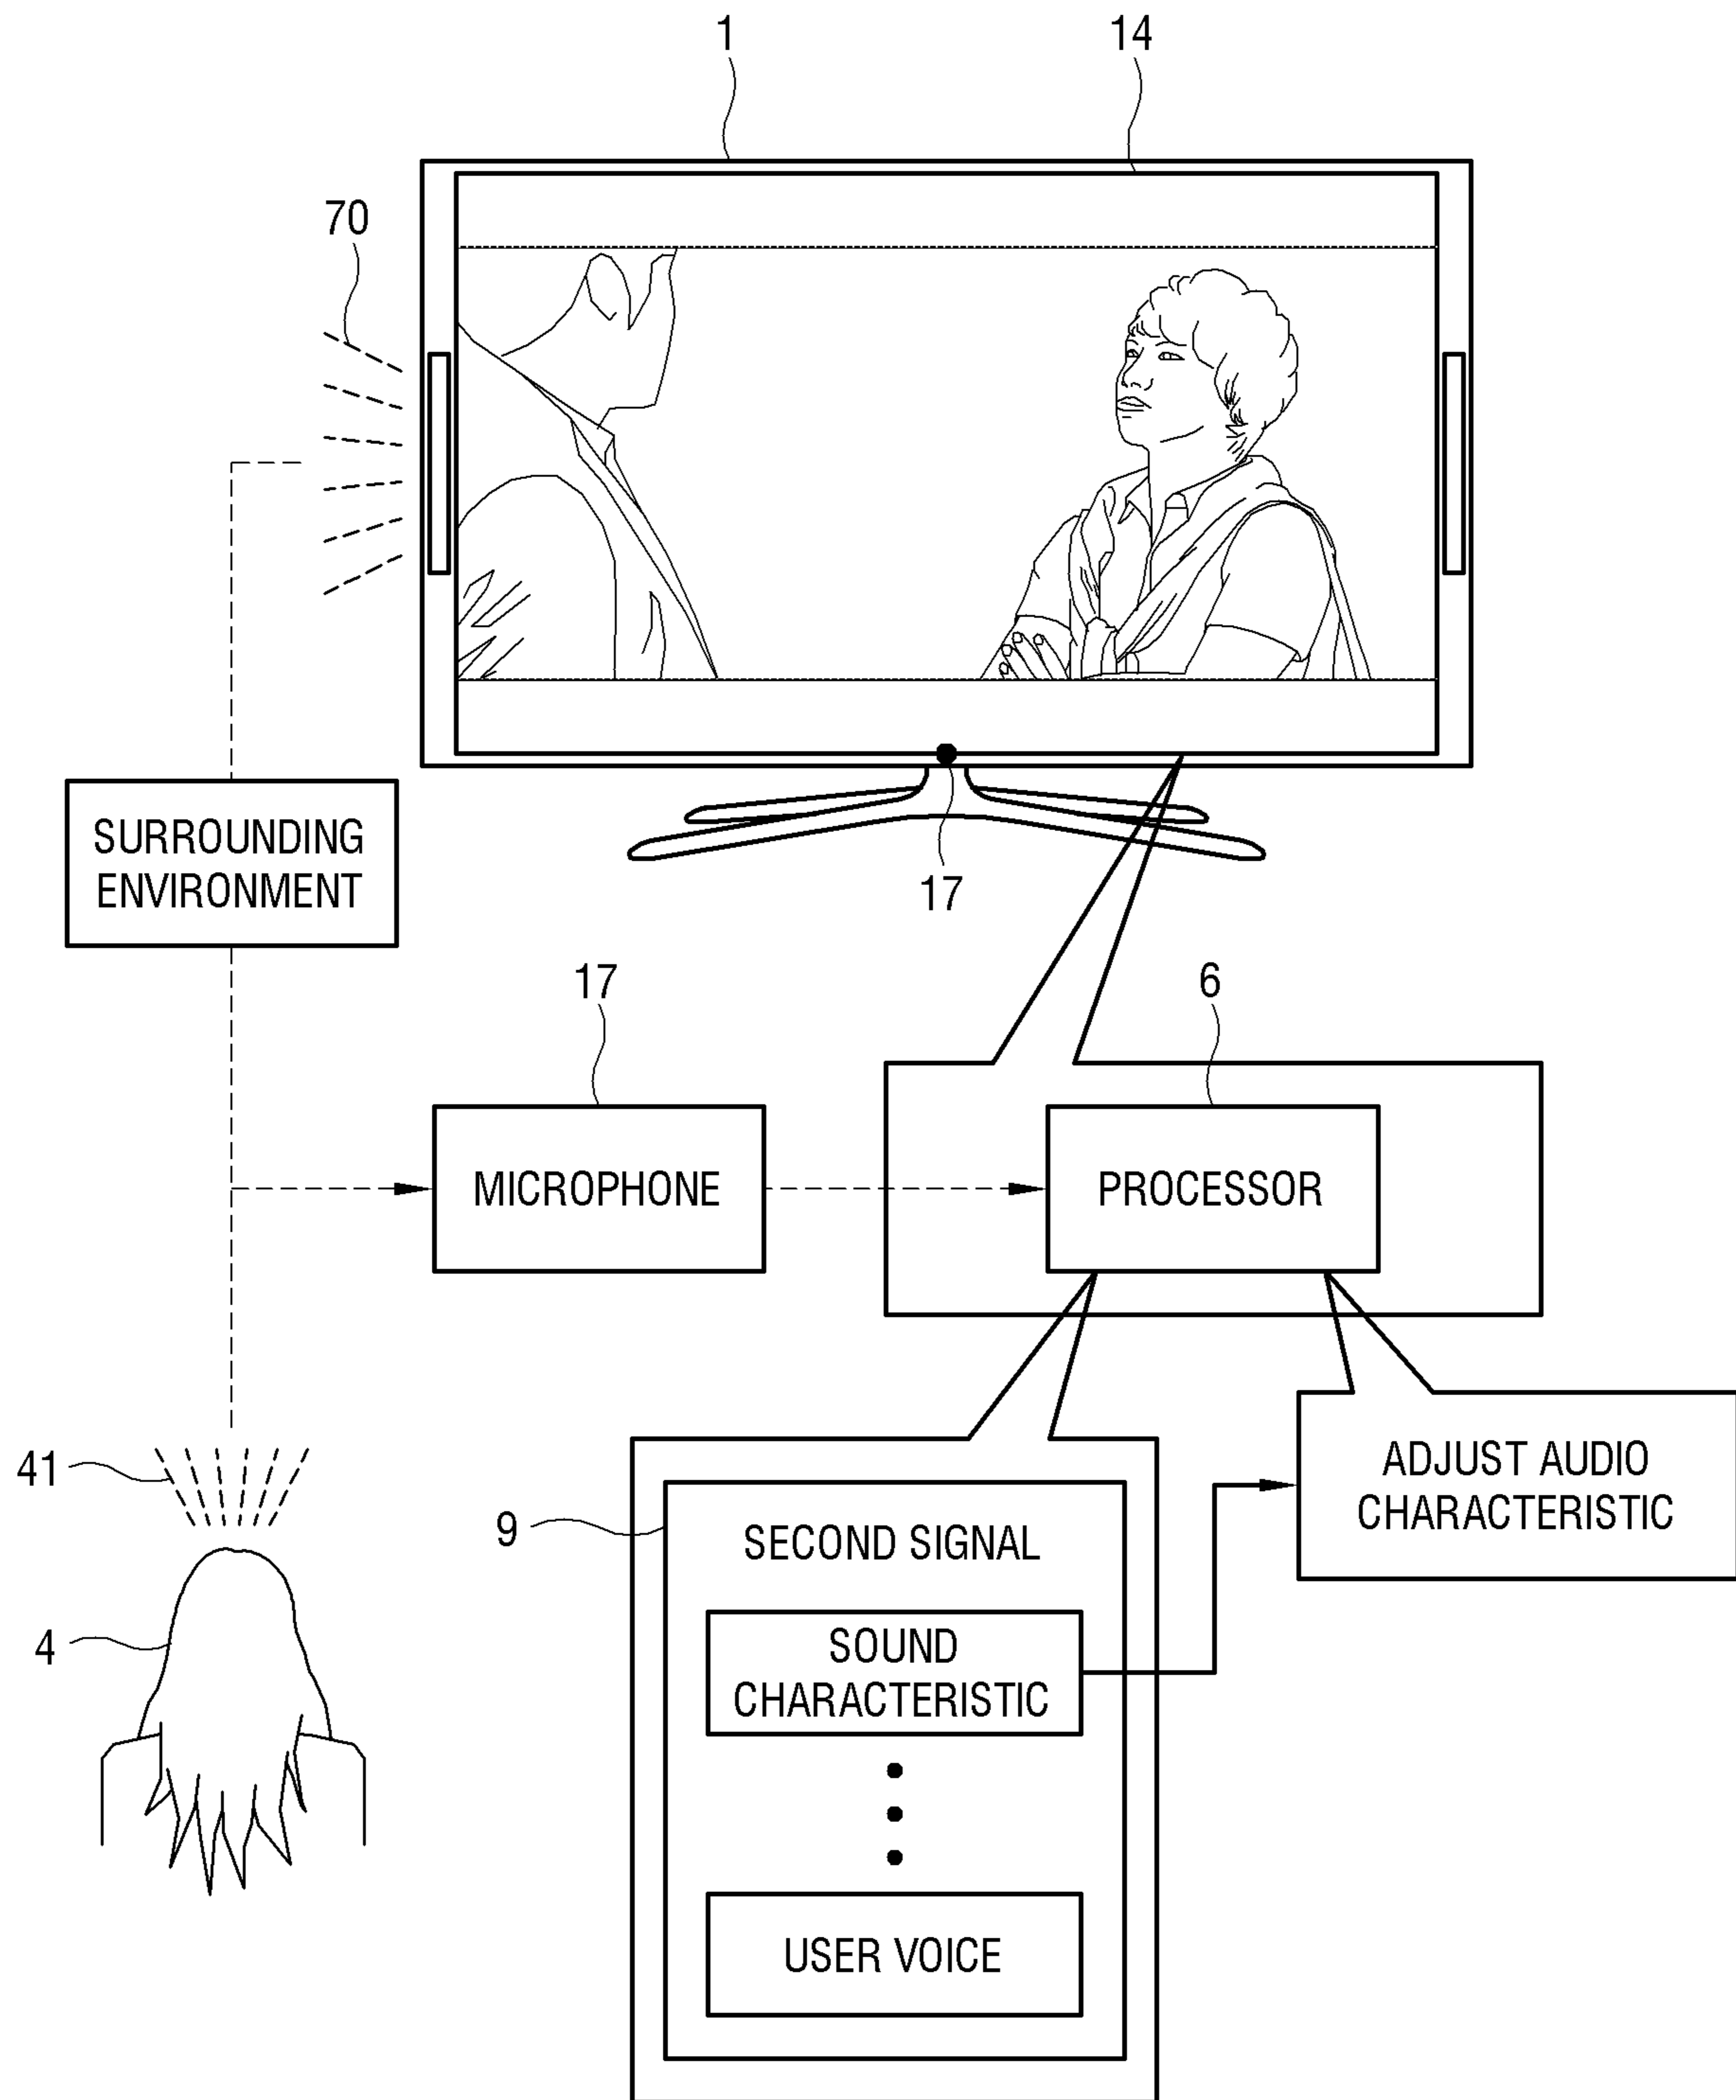 1
14
70
SURROUNDING
ENVIRONMENT
17
17
6
MICROPHONE
PROCESSOR
41
ADJUST AUDIO
CHARACTERISTIC
9
SECOND SIGNAL
4
SOUND
CHARACTERISTIC
USER VOICE